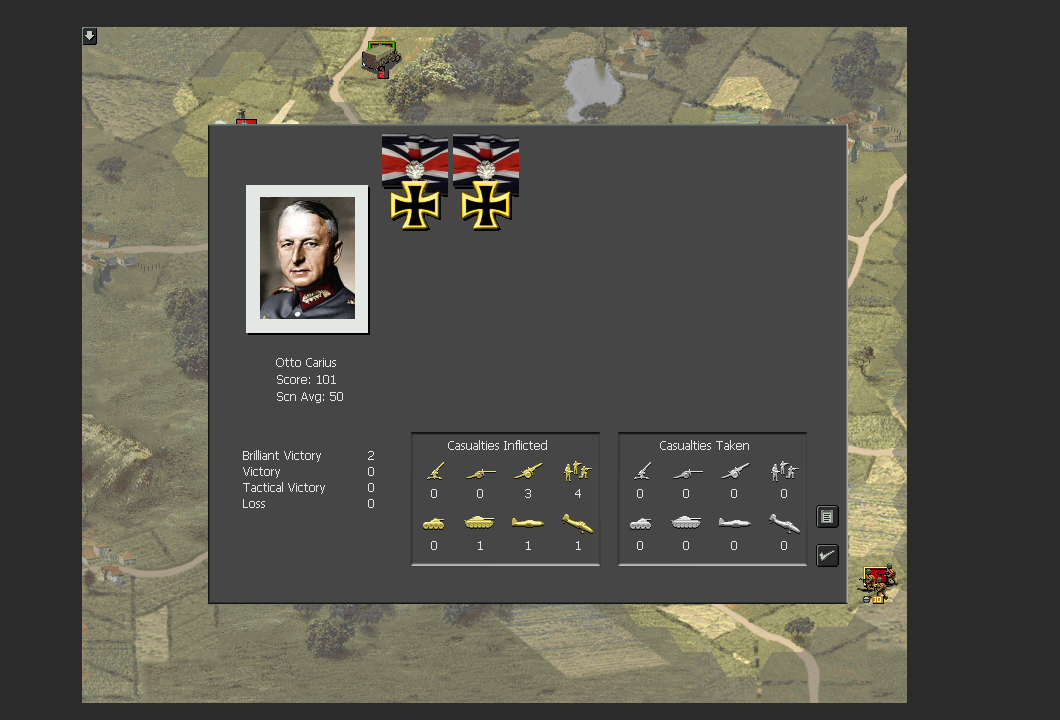 Otto Carius
Score: 101
Scn Avg: 50
Brilliant Victory 2
Victory 0
Tactical Victory 0
Loss 0
Casualties Inflicted
0 0 3 4
0 1 1 1
Casualties Taken
0 0 0 0
0 0 0 0
10